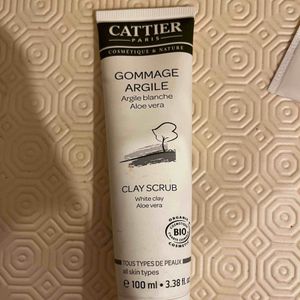 CATTIER
PARIS
COSMÉTIQUE & NATURE
GOMMAGE
ARGILE
Argile blanche
Aloe vera
CLAY SCRUB
White clay
Aloe vera
ORGANIC
COSMETIC
BIO
TOUS TYPES DE PEAUX
all skin types
e 100 ml • 3.38 fl.